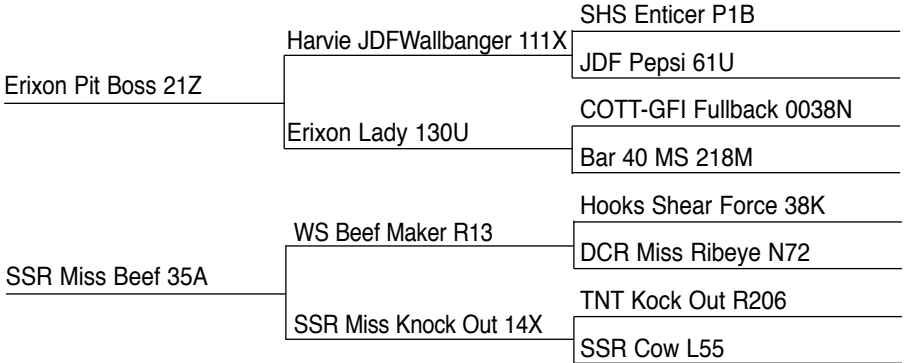 SHS Enticer P1B
Harvie JDFWallbanger 111X
JDF Pepsi 61U
Erixon Pit Boss 21Z
COTT-GFI Fullback 0038N
Erixon Lady 130U
Bar 40 MS 218M
Hooks Shear Force 38K
WS Beef Maker R13
DCR Miss Ribeye N72
SSR Miss Beef 35A
TNT Kock Out R206
SSR Miss Knock Out 14X
SSR Cow L55